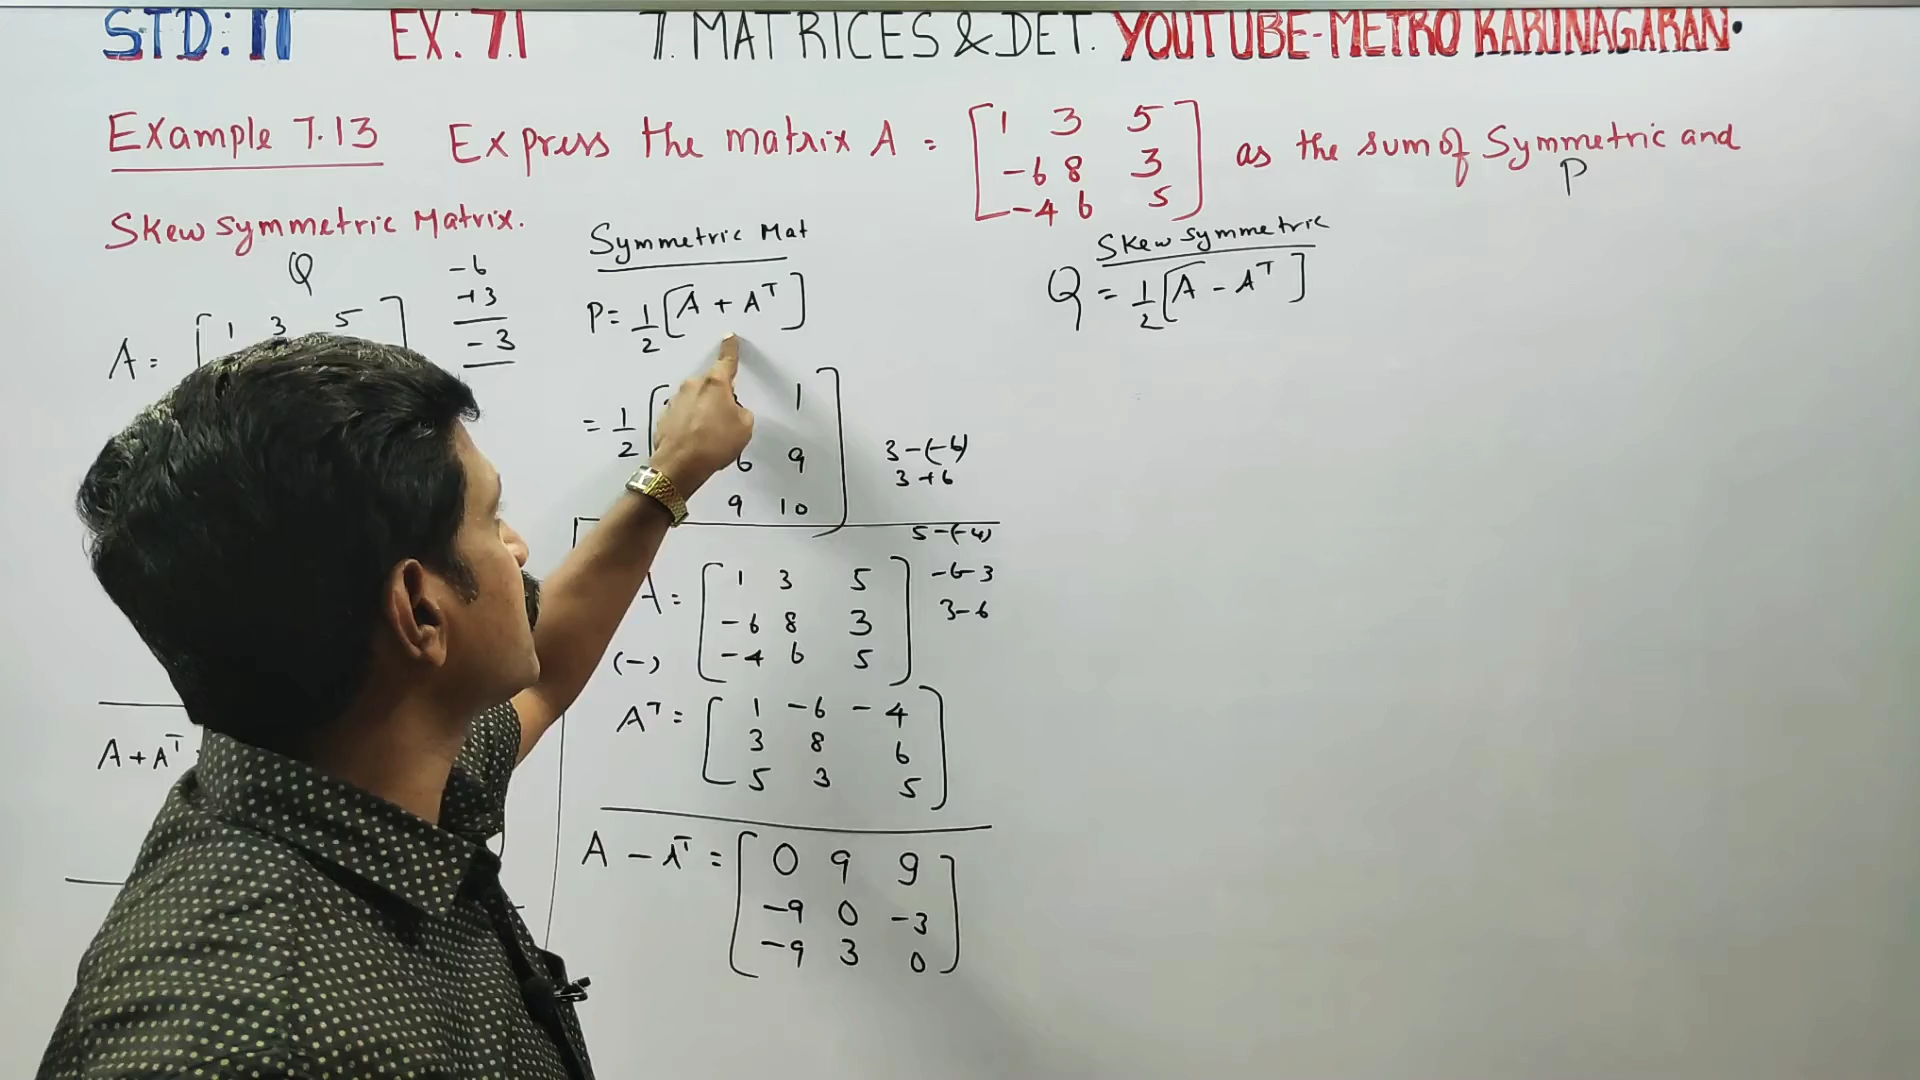 STD: 11 EX: 7.1 7. MATRICES & DET. YOUTUBE-METRO KARUNAGARAN.
Example 7.13 Express the matrix A = [ 1 3 5 ] as the sum of Symmetric and
-6 8 3
-4 6 5
P
Skew symmetric Matrix.
Q
-6
+3
-3
A = [ 1 3 5 ]
A + A^T
Symmetric Mat
P = 1/2 [ A + A^T ]
= 1/2 [ 1 ]
6 9
9 10
3-(-6)
3+6
5-(-4)
-6-3
3-6
A = [ 1 3 5 ]
-6 8 3
-4 6 5
(-)
A^T = [ 1 -6 -4 ]
3 8 6
5 3 5
A - A^T = [ 0 9 9 ]
-9 0 -3
-9 3 0
Skew symmetric
Q = 1/2 [ A - A^T ]